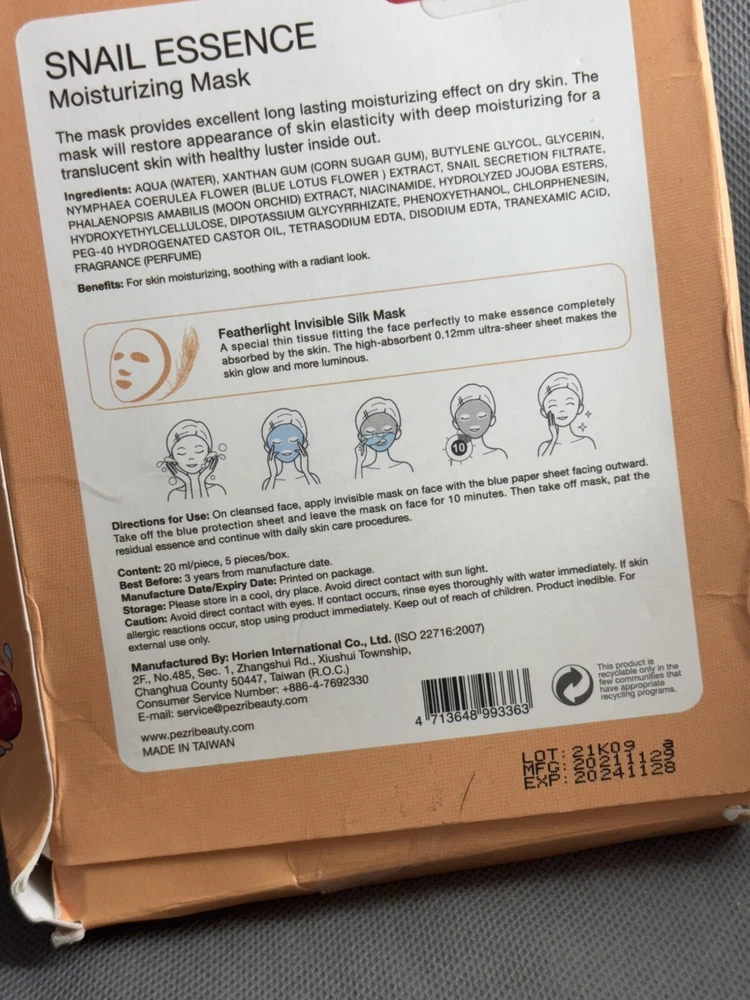 SNAIL ESSENCE
Moisturizing Mask
The mask provides excellent long lasting moisturizing effect on dry skin. The
mask will restore appearance of skin elasticity with deep moisturizing for a
translucent skin with healthy luster inside out.
Ingredients: AQUA (WATER), XANTHAN GUM (CORN SUGAR GUM), BUTYLENE GLYCOL, GLYCERIN,
NYMPHAEA COERULEA FLOWER (BLUE LOTUS FLOWER ) EXTRACT, SNAIL SECRETION FILTRATE,
PHALAENOPSIS AMABILIS (MOON ORCHID) EXTRACT, NIACINAMIDE, HYDROLYZED JOJOBA ESTERS,
HYDROXYETHYLCELLULOSE, DIPOTASSIUM GLYCYRRHIZATE, PHENOXYETHANOL, CHLORPHENESIN,
PEG-40 HYDROGENATED CASTOR OIL, TETRASODIUM EDTA, DISODIUM EDTA, TRANEXAMIC ACID,
FRAGRANCE (PERFUME)
Benefits: For skin moisturizing, soothing with a radiant look.
Featherlight Invisible Silk Mask
A special thin tissue fitting the face perfectly to make essence completely
absorbed by the skin. The high-absorbent 0.12mm ultra-sheer sheet makes the
skin glow and more luminous.
10
Directions for Use: On cleansed face, apply invisible mask on face with the blue paper sheet facing outward.
Take off the blue protection sheet and leave the mask on face for 10 minutes. Then take off mask, pat the
residual essence and continue with daily skin care procedures.
Content: 20 ml/piece, 5 pieces/box.
Best Before: 3 years from manufacture date.
Manufacture Date/Expiry Date: Printed on package.
Storage: Please store in a cool, dry place. Avoid direct contact with sun light.
Caution: Avoid direct contact with eyes. If contact occurs, rinse eyes thoroughly with water immediately. If skin
allergic reactions occur, stop using product immediately. Keep out of reach of children. Product inedible. For
external use only.
Manufactured By: Horien International Co., Ltd. (ISO 22716:2007)
2F., No.485, Sec. 1, Zhangshui Rd., Xiushui Township,
Changhua County 50447, Taiwan (R.O.C.)
Consumer Service Number: +886-4-7692330
E-mail: service@pezribeauty.com
www.pezribeauty.com
MADE IN TAIWAN
4 713648 993363
This product is
recyclable only in the
few communities that
have appropriate
recycling programs.
LOT: 21K09
MFG: 20211129
EXP: 20241128